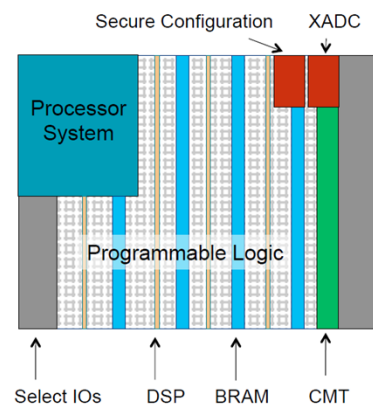 Secure Configuration XADC
Processor
System
Programmable Logic
Select IOs DSP BRAM CMT